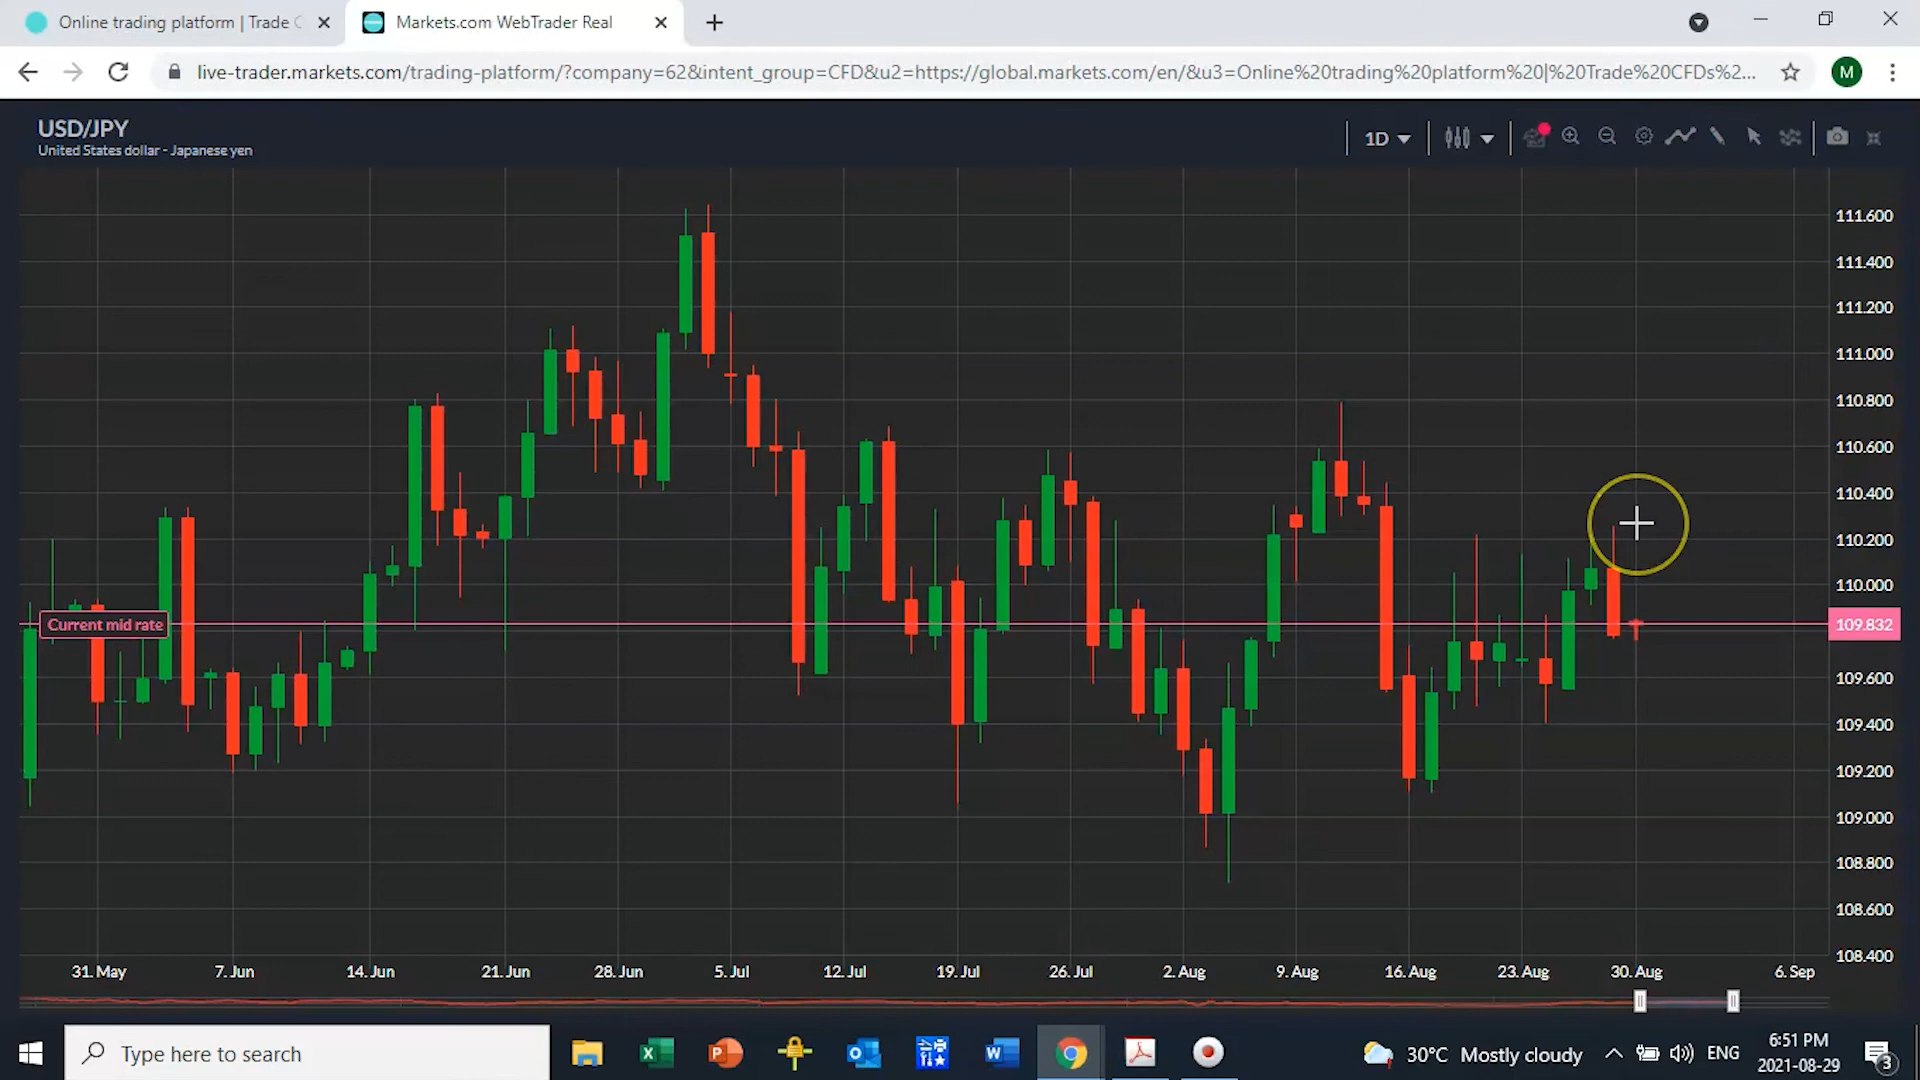 Online trading platform | Trade C
Markets.com WebTrader Real
live-trader.markets.com/trading-platform/?company=62&intent_group=CFD&u2=https://global.markets.com/en/&u3=Online%20trading%20platform%20|%20Trade%20CFDs%2...
M
USD/JPY
United States dollar - Japanese yen
1D
111.600
111.400
111.200
111.000
110.800
110.600
110.400
110.200
110.000
Current mid rate
109.832
109.600
109.400
109.200
109.000
108.800
108.600
108.400
31. May
7. Jun
14. Jun
21. Jun
28. Jun
5. Jul
12. Jul
19. Jul
26. Jul
2. Aug
9. Aug
16. Aug
23. Aug
30. Aug
6. Sep
Type here to search
30°C Mostly cloudy
ENG
6:51 PM
2021-08-29
3